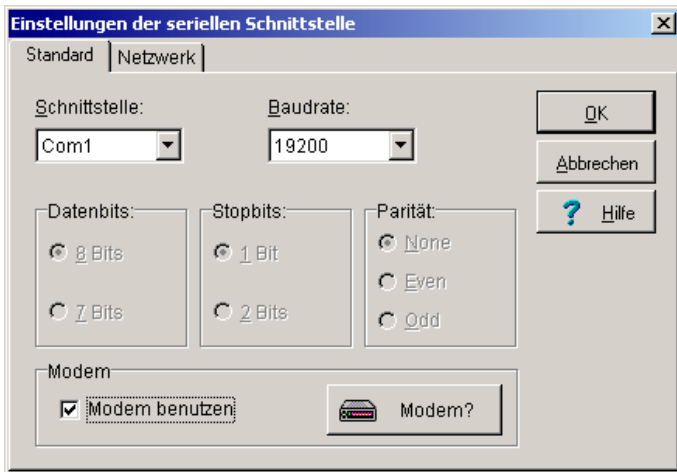 Einstellungen der seriellen Schnittstelle
Standard Netzwerk
Schnittstelle: Baudrate:
Com1 19200
OK
Abbrechen
Hilfe
Datenbits: Stopbits: Parität:
8 Bits 1 Bit None
Even
7 Bits 2 Bits Odd
Modem
Modem benutzen Modem?